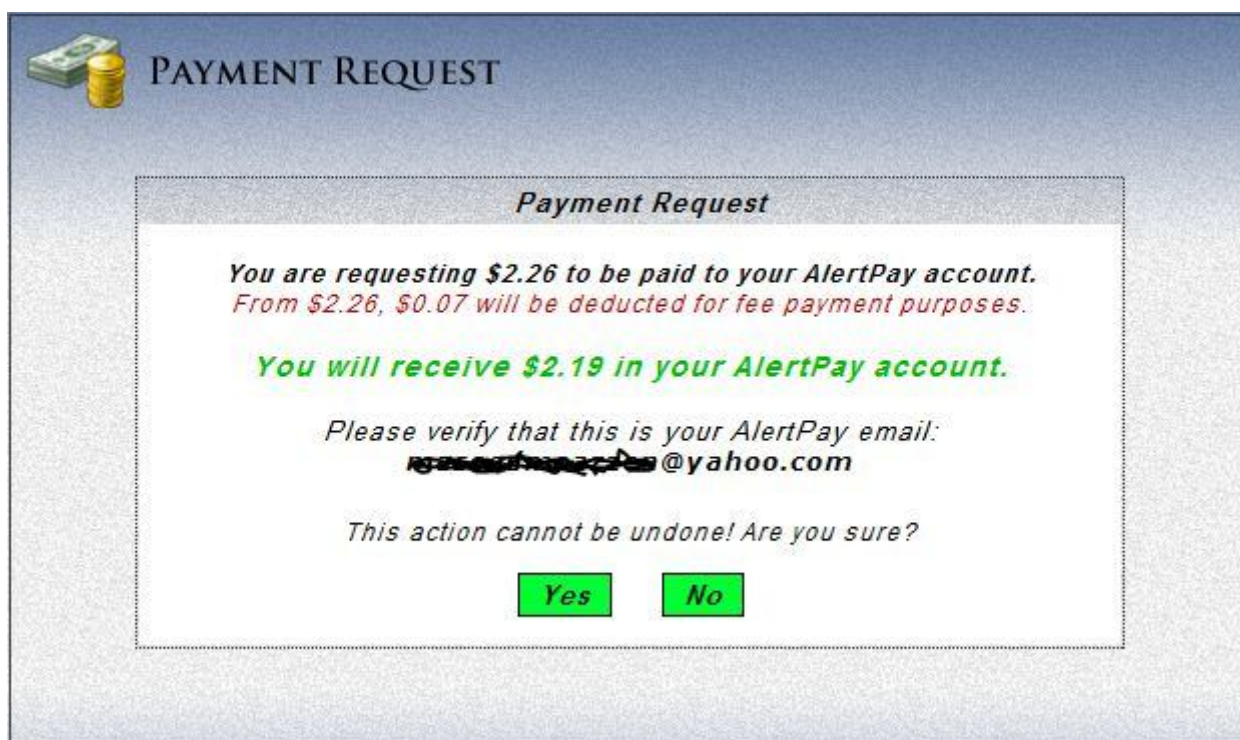 PAYMENT REQUEST
Payment Request
You are requesting $2.26 to be paid to your AlertPay account.
From $2.26, $0.07 will be deducted for fee payment purposes.
You will receive $2.19 in your AlertPay account.
Please verify that this is your AlertPay email:
@yahoo.com
This action cannot be undone! Are you sure?
Yes No